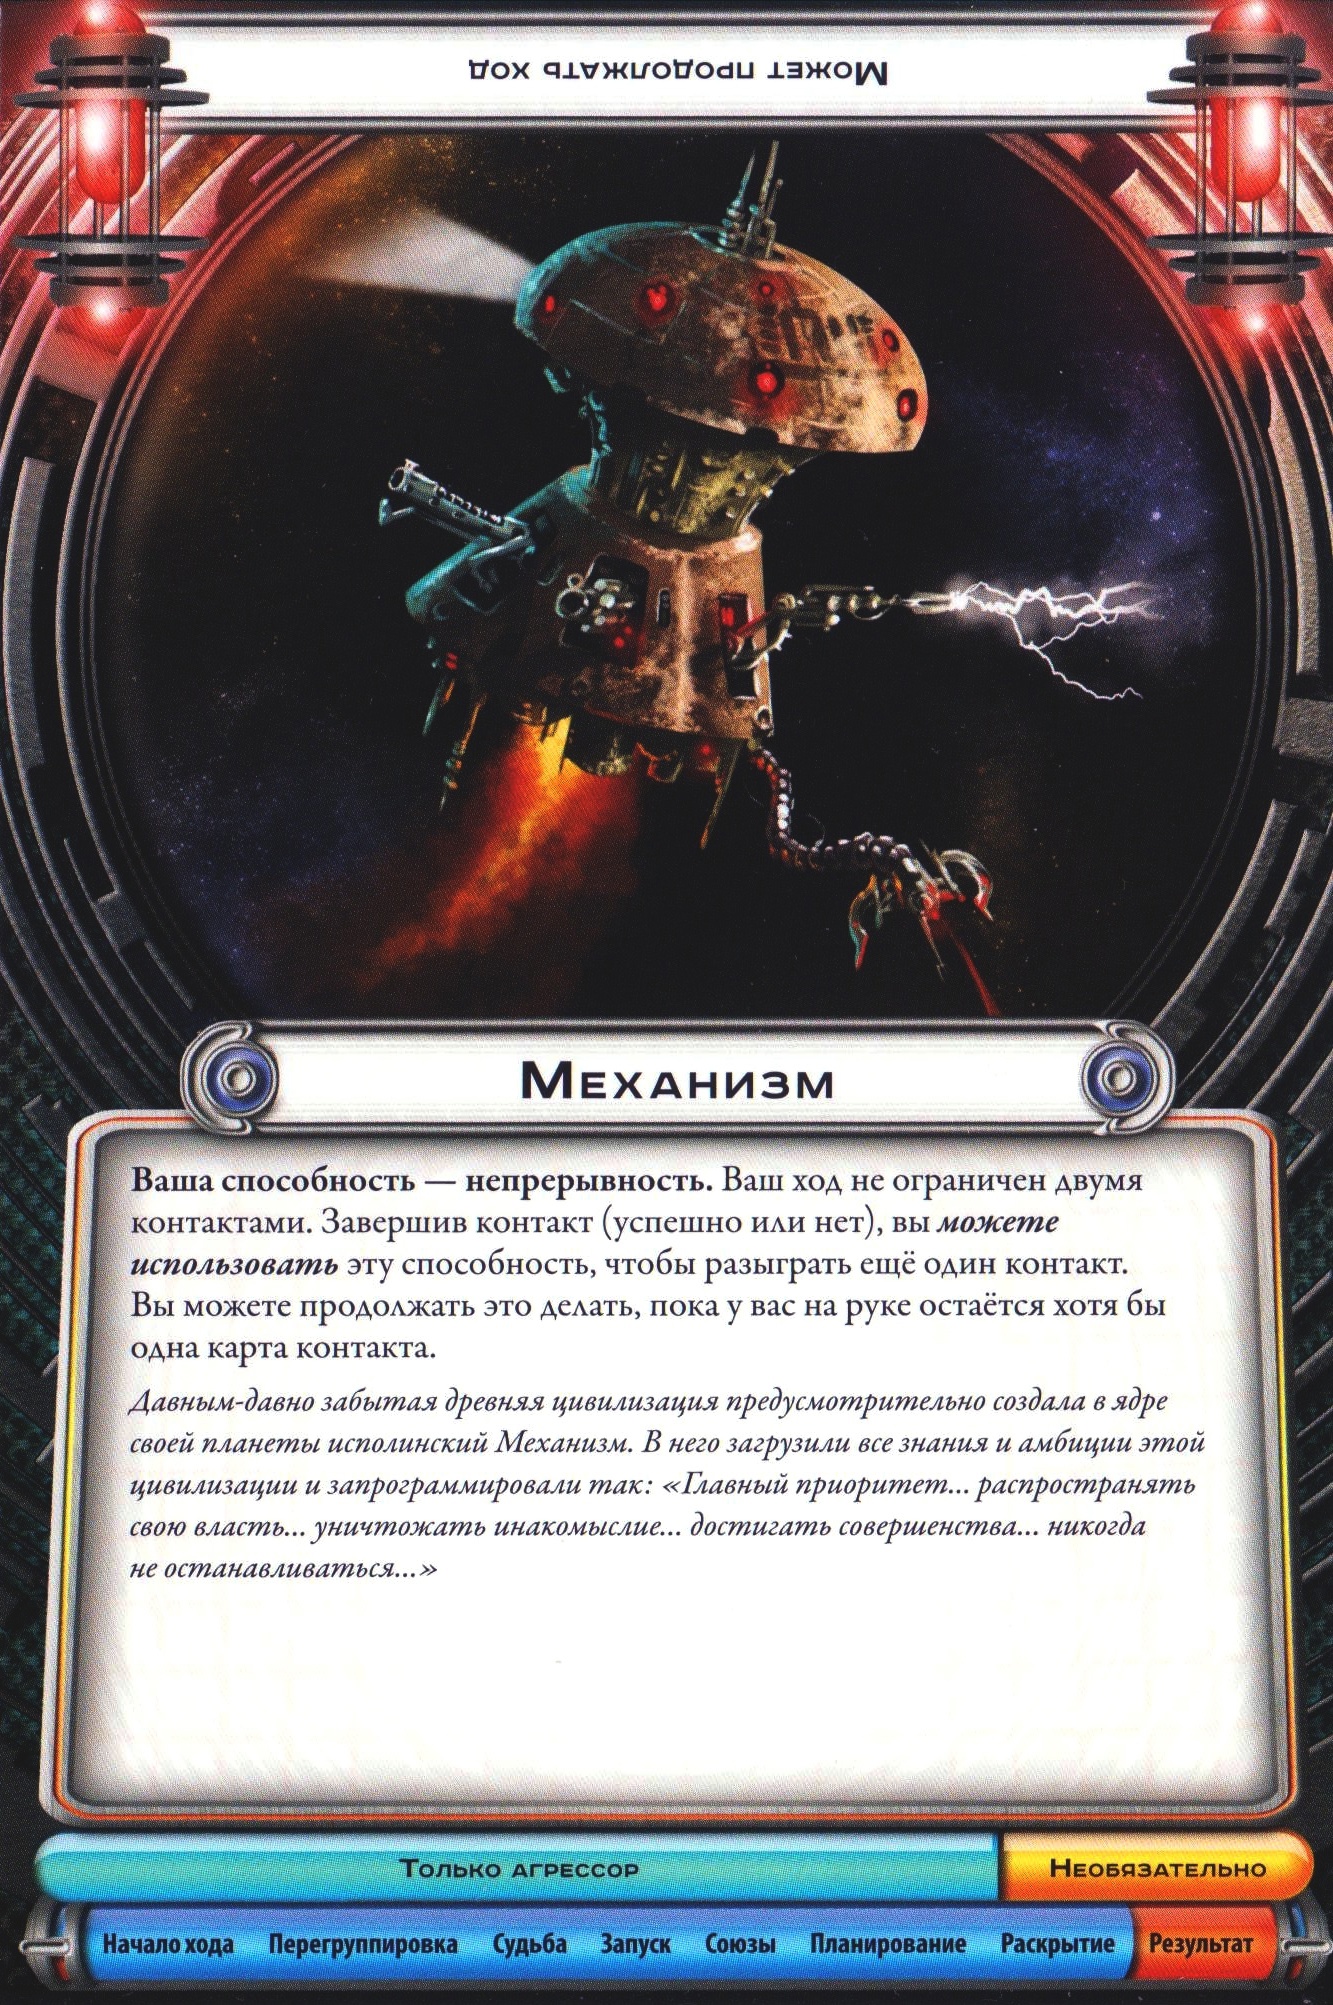 Может продолжать ход
Механизм
Ваша способность — непрерывность. Ваш ход не ограничен двумя
контактами. Завершив контакт (успешно или нет), вы можете
использовать эту способность, чтобы разыграть ещё один контакт.
Вы можете продолжать это делать, пока у вас на руке остаётся хотя бы
одна карта контакта.
Давным-давно забытая древняя цивилизация предусмотрительно создала в ядре
своей планеты исполинский Механизм. В него загрузили все знания и амбиции этой
цивилизации и запрограммировали так: «Главный приоритет... распространять
свою власть... уничтожать инакомыслие... достигать совершенства... никогда
не останавливаться...»
Только агрессор Необязательно
Начало хода Перегруппировка Судьба Запуск Союзы Планирование Раскрытие Результат